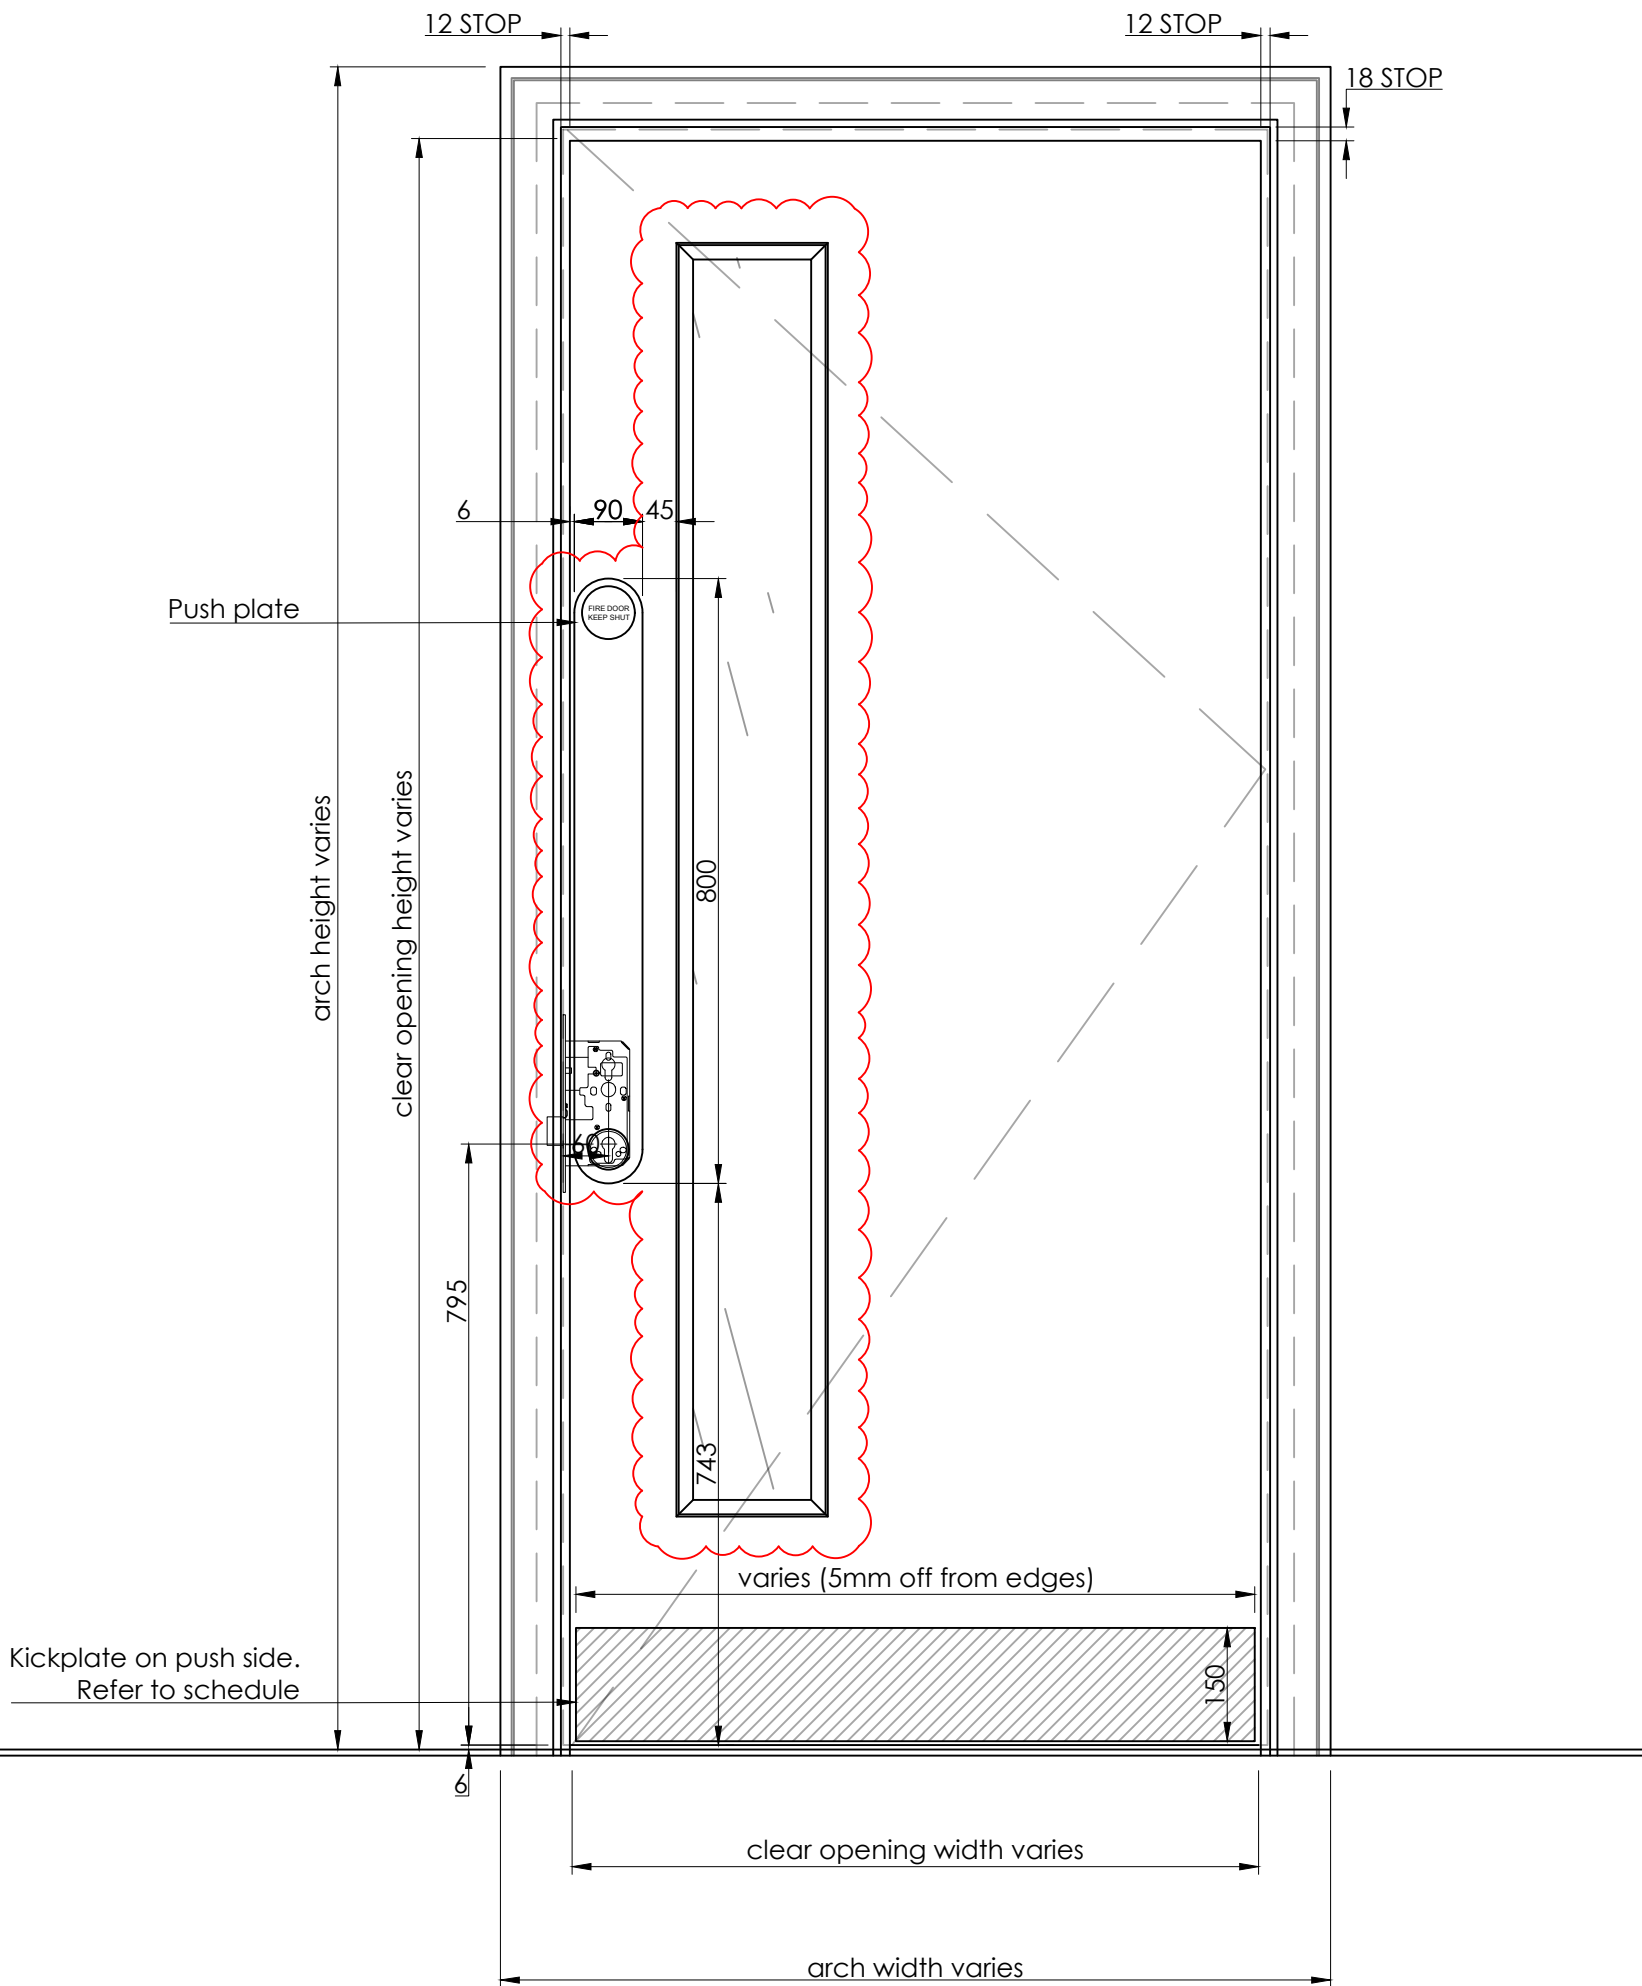 12 STOP
12 STOP
18 STOP
6
90
45
Push plate
FIRE DOOR
KEEP SHUT
arch height varies
clear opening height varies
800
60
795
743
varies (5mm off from edges)
Kickplate on push side.
Refer to schedule
150
6
clear opening width varies
arch width varies